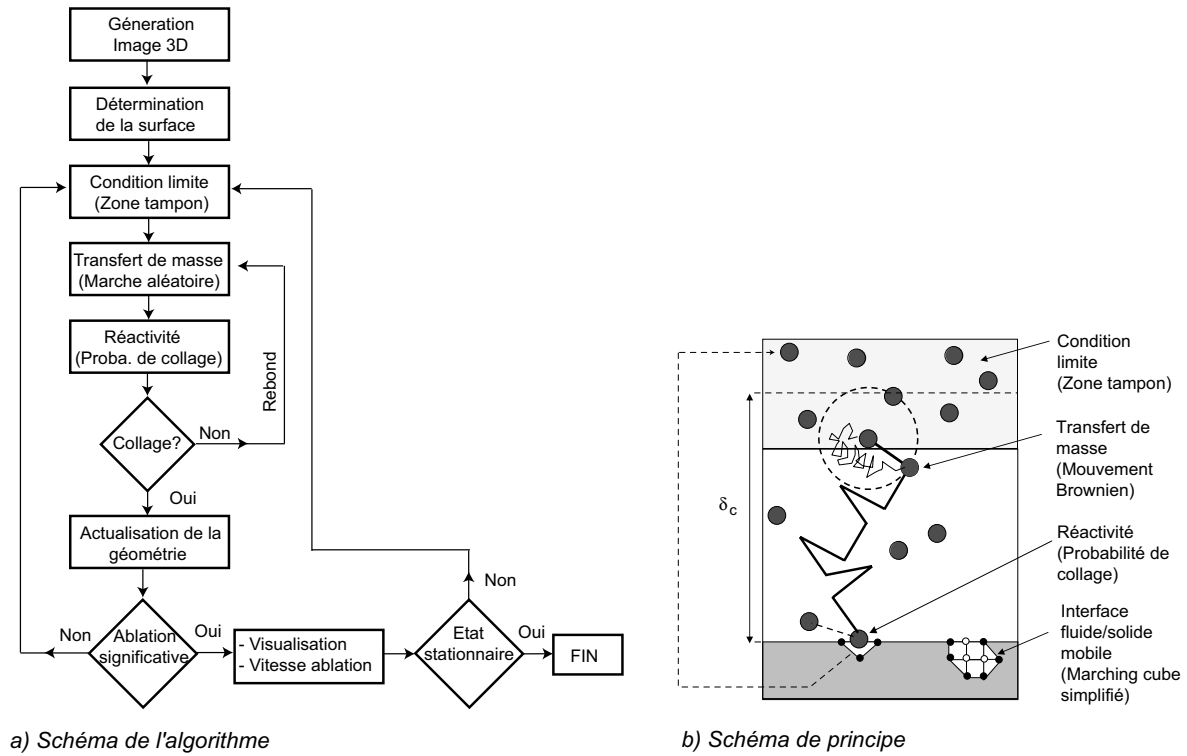 Géneration
Image 3D
Détermination
de la surface
Condition limite
(Zone tampon)
Transfert de masse
(Marche aléatoire)
Réactivité
(Proba. de collage)
Rebond
Collage?
Non
Oui
Actualisation de la
géométrie
Non
Ablation
significative
Oui
- Visualisation
- Vitesse ablation
Non
Etat
stationnaire
Oui
FIN
a) Schéma de l'algorithme
δc
Condition
limite
(Zone tampon)
Transfert de
masse
(Mouvement
Brownien)
Réactivité
(Probabilité de
collage)
Interface
fluide/solide
mobile
(Marching cube
simplifié)
b) Schéma de principe